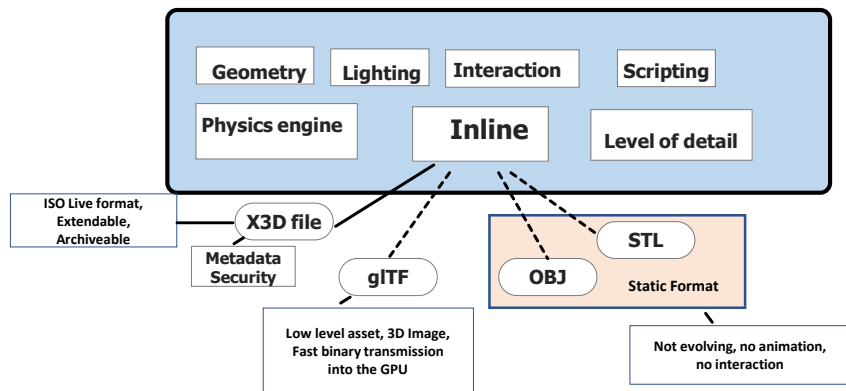 Geometry
Lighting
Interaction
Scripting
Physics engine
Inline
Level of detail
ISO Live format,
Extendable,
Archiveable
X3D file
Metadata
Security
glTF
STL
OBJ
Static Format
Low level asset, 3D Image,
Fast binary transmission
into the GPU
Not evolving, no animation,
no interaction